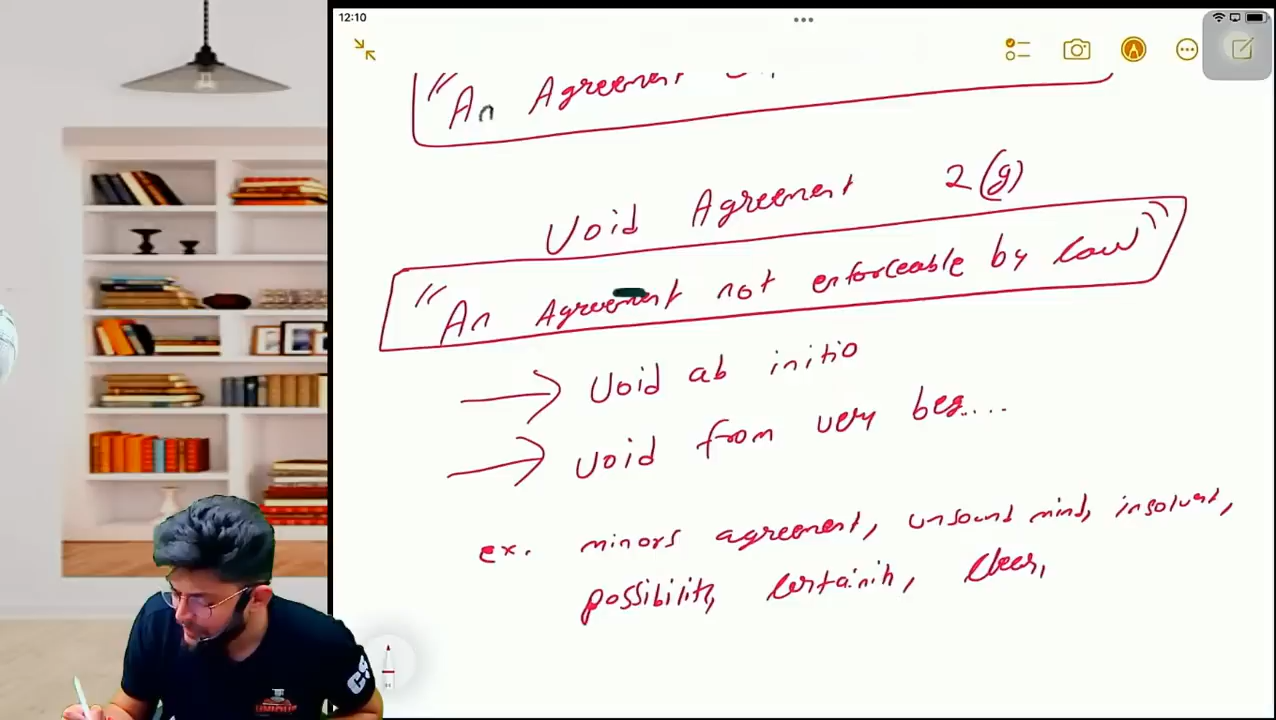 12:10
"An Agreement
Void Agreement 2(g)
"An Agreement not enforceable by law"
→ Void ab initio
→ Void from very beg.....
ex. minors agreement, unsound mind, insolvent,
possibility, certainity, clear,